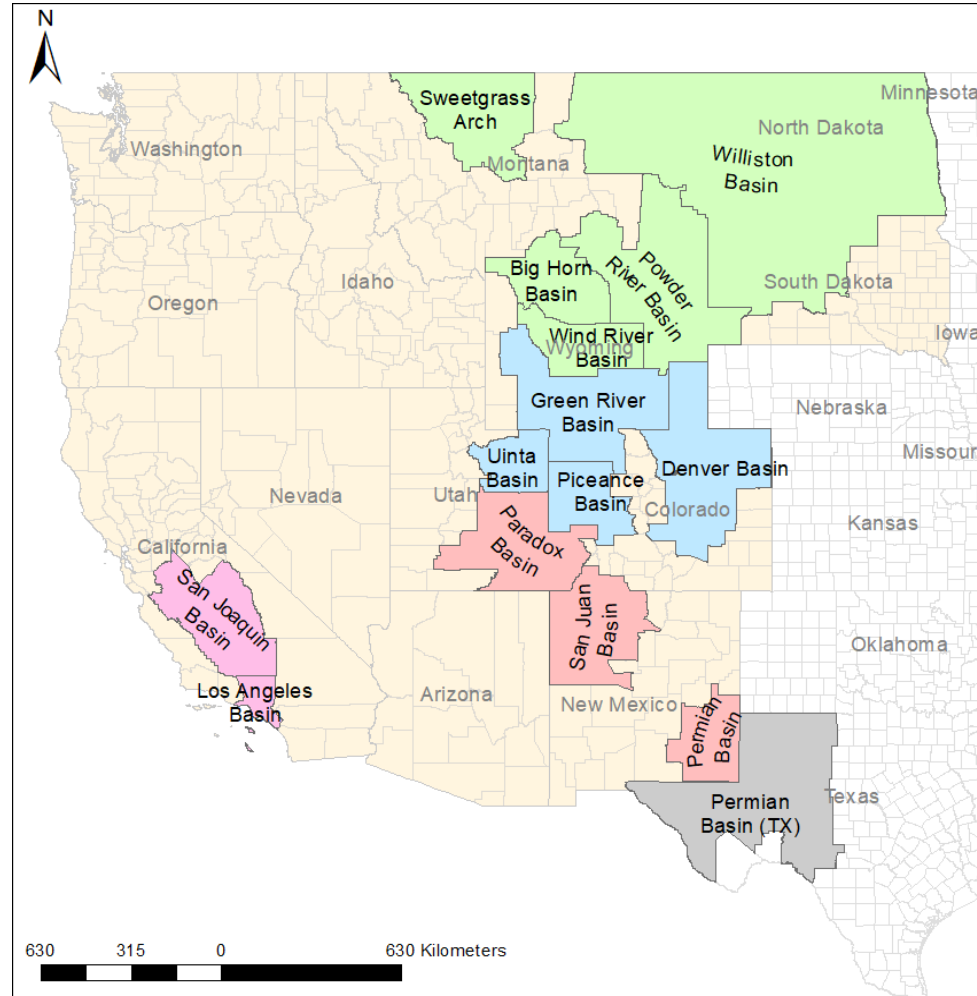 N
Sweetgrass
Arch
Minnesota
North Dakota
Washington
Montana
Williston
Basin
Idaho
Oregon
Big Horn
Basin
Powder
River Basin
South Dakota
Wind River
Basin
Wyoming
Iowa
Green River
Basin
Nebraska
Uinta
Basin
Piceance
Basin
Denver Basin
Missour
Nevada
Utah
Colorado
Kansas
Paradox
Basin
California
San Joaquin
Basin
San Juan
Basin
Oklahoma
Los Angeles
Basin
Arizona
New Mexico
Permian
Basin
Permian
Basin (TX)
Texas
630 315 0 630 Kilometers